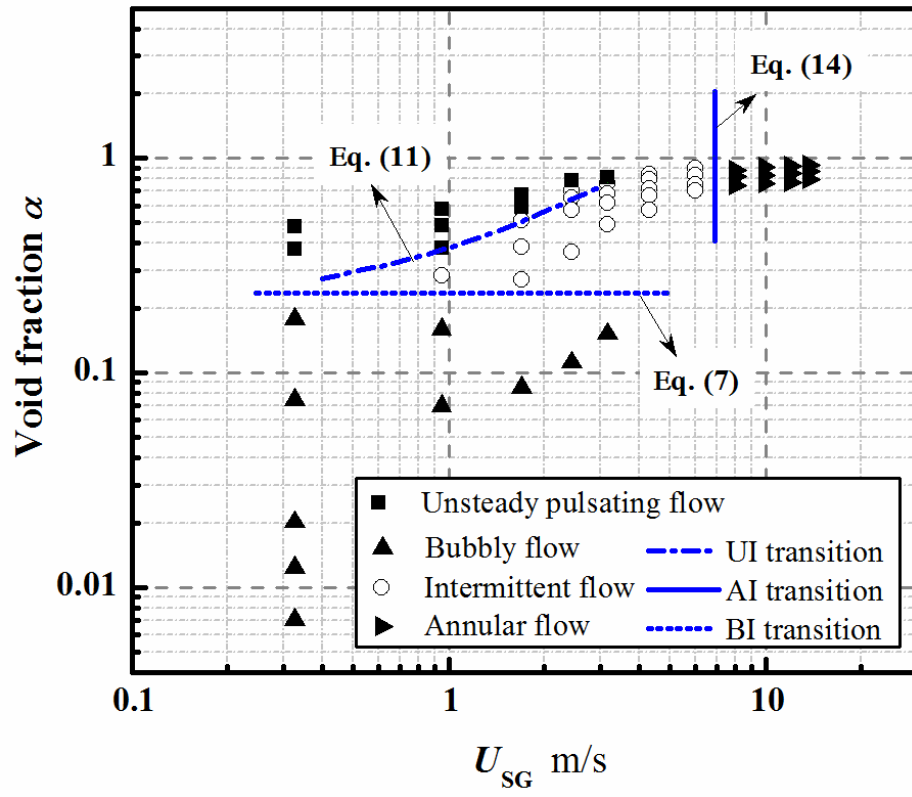 Eq. (14)
1
Eq. (11)
Void fraction α
0.1
Eq. (7)
Unsteady pulsating flow
Bubbly flow
UI transition
Intermittent flow
AI transition
0.01
Annular flow
BI transition
0.1
1
10
U_SG m/s